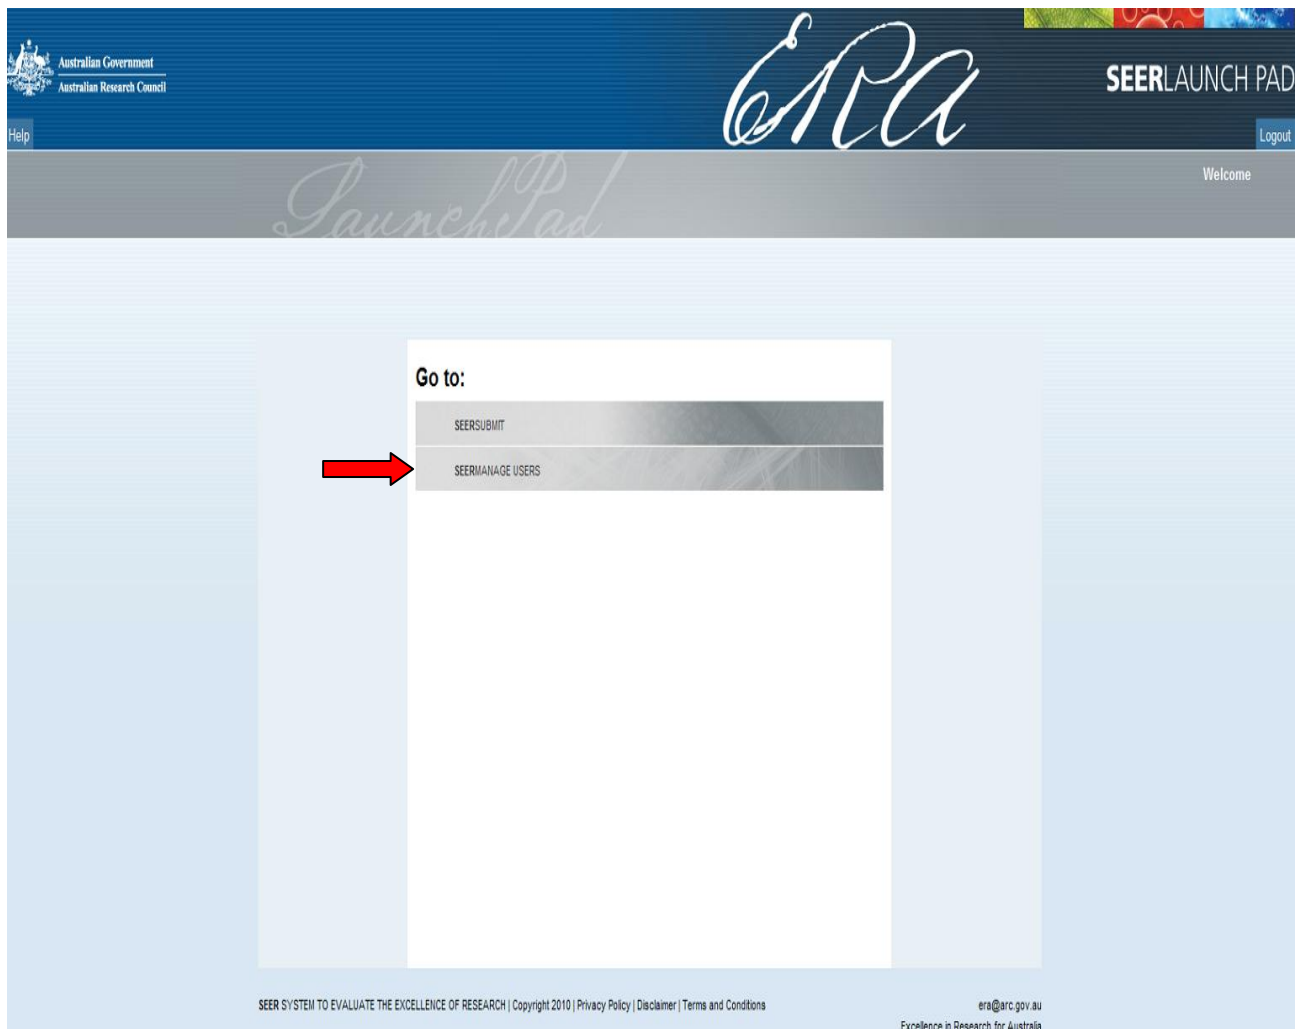 Australian Government
Australian Research Council
ERA
SEERLAUNCH PAD
Help
Logout
LaunchPad
Welcome
Go to:
SEERSUBMIT
SEERMANAGE USERS
SEER SYSTEM TO EVALUATE THE EXCELLENCE OF RESEARCH | Copyright 2010 | Privacy Policy | Disclaimer | Terms and Conditions
era@arc.gov.au
Excellence in Research for Australia